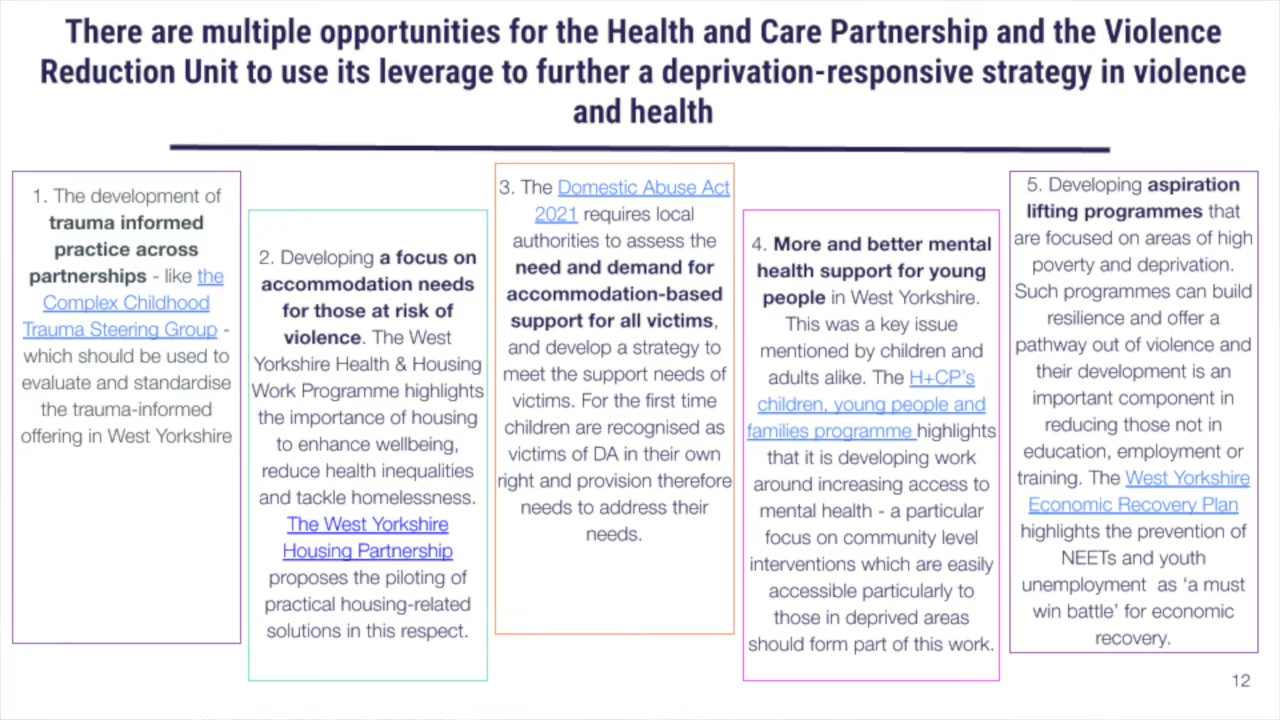 There are multiple opportunities for the Health and Care Partnership and the Violence
Reduction Unit to use its leverage to further a deprivation-responsive strategy in violence
and health
1. The development of
trauma informed
practice across
partnerships - like the
Complex Childhood
Trauma Steering Group -
which should be used to
evaluate and standardise
the trauma-informed
offering in West Yorkshire
2. Developing a focus on
accommodation needs
for those at risk of
violence. The West
Yorkshire Health & Housing
Work Programme highlights
the importance of housing
to enhance wellbeing,
reduce health inequalities
and tackle homelessness.
The West Yorkshire
Housing Partnership
proposes the piloting of
practical housing-related
solutions in this respect.
3. The Domestic Abuse Act
2021 requires local
authorities to assess the
need and demand for
accommodation-based
support for all victims,
and develop a strategy to
meet the support needs of
victims. For the first time
children are recognised as
victims of DA in their own
right and provision therefore
needs to address their
needs.
4. More and better mental
health support for young
people in West Yorkshire.
This was a key issue
mentioned by children and
adults alike. The H+CP's
children, young people and
families programme highlights
that it is developing work
around increasing access to
mental health - a particular
focus on community level
interventions which are easily
accessible particularly to
those in deprived areas
should form part of this work.
5. Developing aspiration
lifting programmes that
are focused on areas of high
poverty and deprivation.
Such programmes can build
resilience and offer a
pathway out of violence and
their development is an
important component in
reducing those not in
education, employment or
training. The West Yorkshire
Economic Recovery Plan
highlights the prevention of
NEETs and youth
unemployment as 'a must
win battle' for economic
recovery.
12